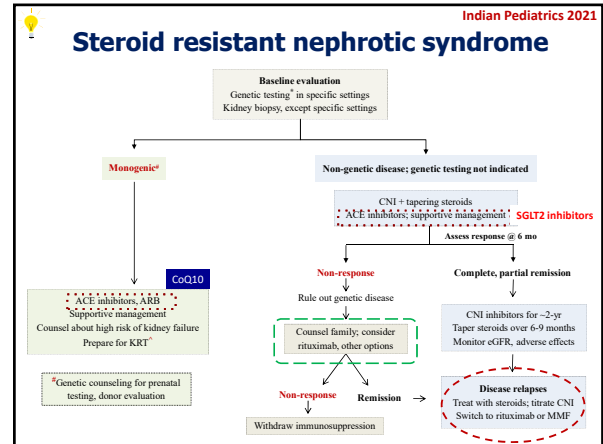 Indian Pediatrics 2021
Steroid resistant nephrotic syndrome
Baseline evaluation
Genetic testing* in specific settings
Kidney biopsy, except specific settings
Monogenic#
Non-genetic disease; genetic testing not indicated
CNI + tapering steroids
ACE inhibitors; supportive management
SGLT2 inhibitors
Assess response @ 6 mo
CoQ10
ACE inhibitors, ARB
Supportive management
Counsel about high risk of kidney failure
Prepare for KRT^
#Genetic counseling for prenatal
testing, donor evaluation
Non-response
Rule out genetic disease
Counsel family; consider
rituximab, other options
Non-response
Remission
Withdraw immunosuppression
Complete, partial remission
CNI inhibitors for ~2-yr
Taper steroids over 6-9 months
Monitor eGFR, adverse effects
Disease relapses
Treat with steroids; titrate CNI
Switch to rituximab or MMF